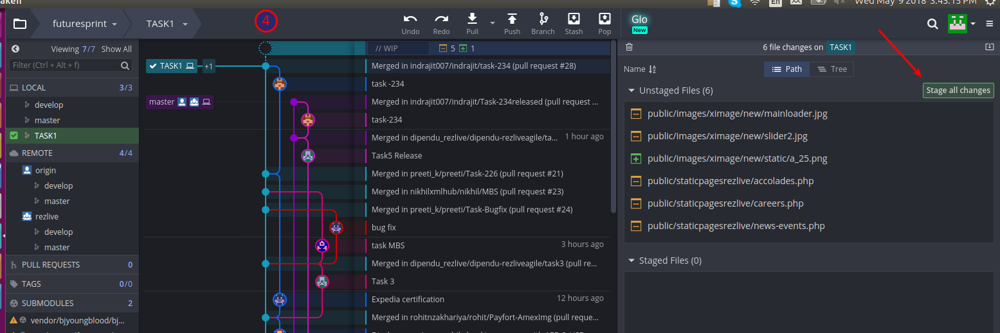 aken
En
Wed May 9 2018 3:45:15 PM
futuresprint
TASK1
4
Undo
Redo
Pull
Push
Branch
Stash
Pop
Glo
New
Viewing 7/7 Show All
Filter (Ctrl + Alt + f)
LOCAL 3/3
develop
master
TASK1
REMOTE 4/4
origin
develop
master
rezlive
develop
master
PULL REQUESTS 0
TAGS 0/0
SUBMODULES 2
vendor/bjyoungblood/bj...
// WIP 5 1
TASK1 +1
Merged in indrajit007/indrajit/task-234 (pull request #28)
task -234
master
Merged in indrajit007/indrajit/Task-234released (pull request ...
task-234
Merged in dipendu_rezlive/dipendu-rezliveagile/ta... 1 hour ago
Task5 Release
Merged in preeti_k/preeti/Task-226 (pull request #21)
Merged in nikhilxmlhub/nikhil/MBS (pull request #23)
Merged in preeti_k/preeti/Task-Bugfix (pull request #24)
bug fix
task MBS 3 hours ago
Merged in dipendu_rezlive/dipendu-rezliveagile/task3 (pull re...
Task 3
Expedia certification 12 hours ago
Merged in rohitnzakhariya/rohit/Payfort-AmexImg (pull reque...
6 file changes on TASK1
Name
Path
Tree
Unstaged Files (6)
Stage all changes
public/images/ximage/new/mainloader.jpg
public/images/ximage/new/slider2.jpg
public/images/ximage/new/static/a_25.png
public/staticpagesrezlive/accolades.php
public/staticpagesrezlive/careers.php
public/staticpagesrezlive/news-events.php
Staged Files (0)